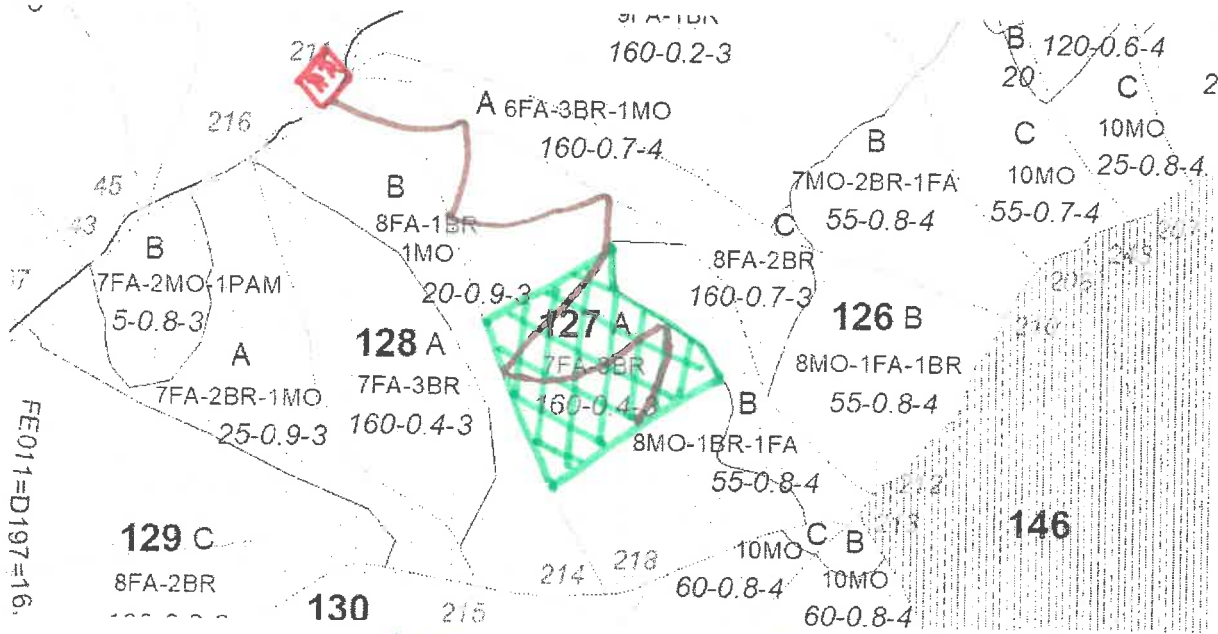 9FA-1BR
160-0.2-3
B 120-0.6-4
20
C
2
A 6FA-3BR-1MO
160-0.7-4
216
B
7MO-2BR-1FA
55-0.8-4
C
10MO
55-0.7-4
10MO
25-0.8-4
45
43
B
8FA-1BR
1MO
20-0.9-3
B
7FA-2MO-1PAM
5-0.8-3
C
8FA-2BR
160-0.7-3
128 A
7FA-3BR
160-0.4-3
127 A
7FA-3BR
160-0.4-3
126 B
8MO-1FA-1BR
55-0.8-4
A
7FA-2BR-1MO
25-0.9-3
B
8MO-1BR-1FA
55-0.8-4
FE011=D197=16.
129 C
8FA-2BR
130
215
214
218
C
10MO
60-0.8-4
B
10MO
60-0.8-4
212
146